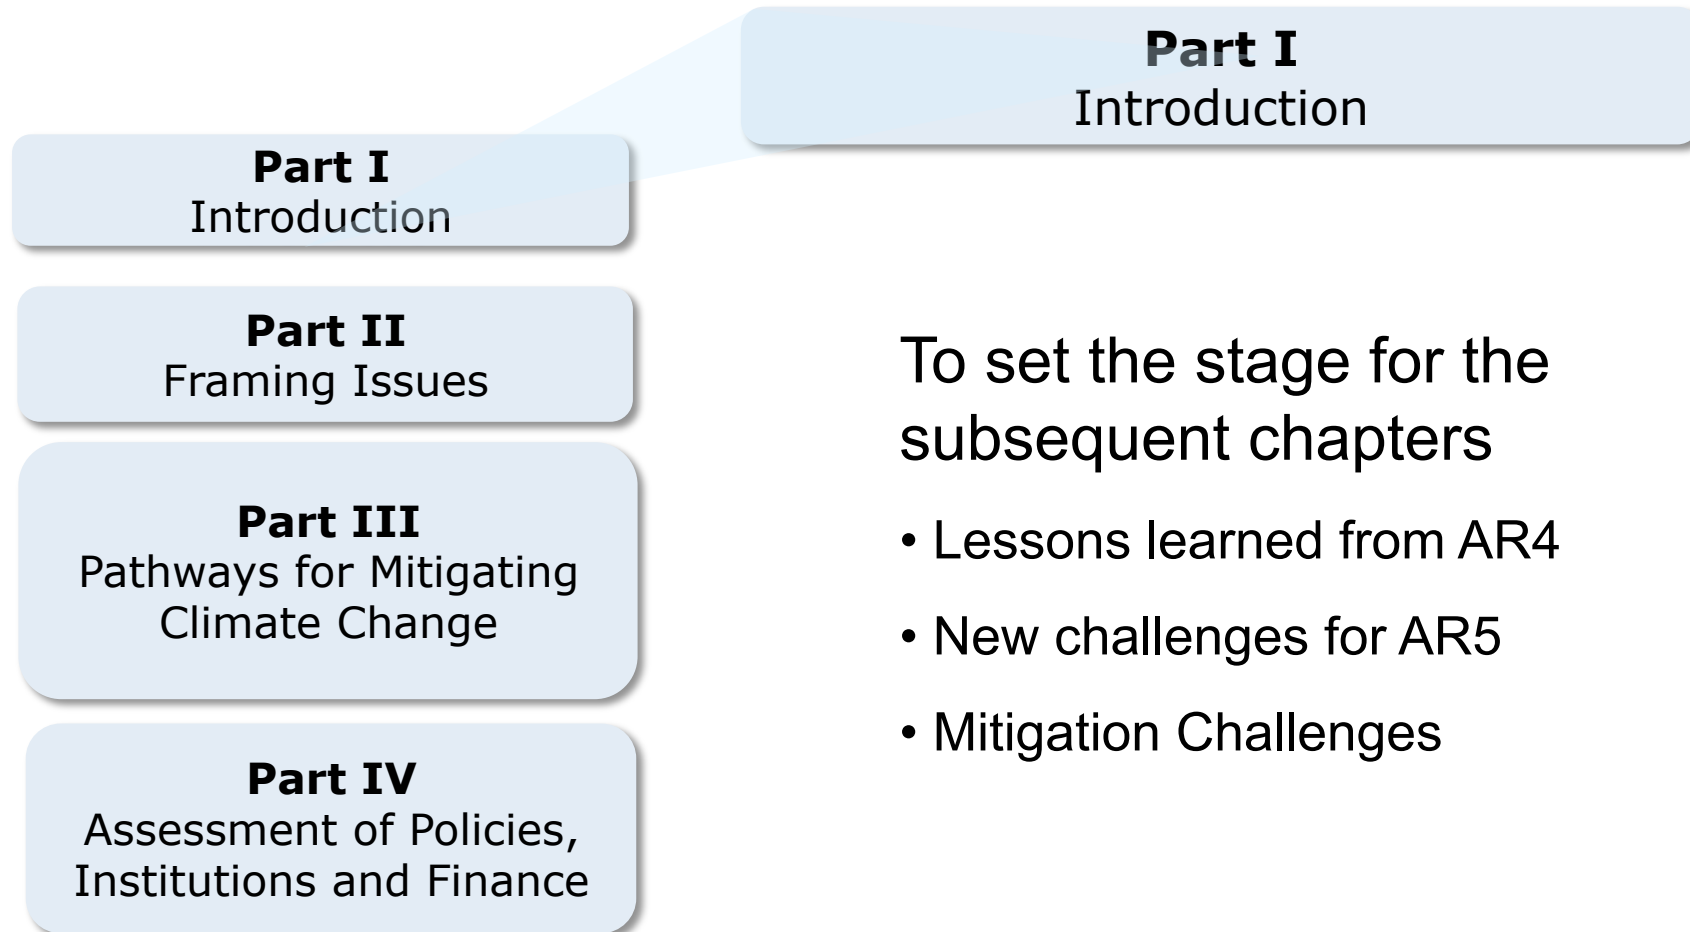 Part I
Introduction
Part II
Framing Issues
Part III
Pathways for Mitigating
Climate Change
Part IV
Assessment of Policies,
Institutions and Finance
Part I
Introduction
To set the stage for the
subsequent chapters
• Lessons learned from AR4
• New challenges for AR5
• Mitigation Challenges